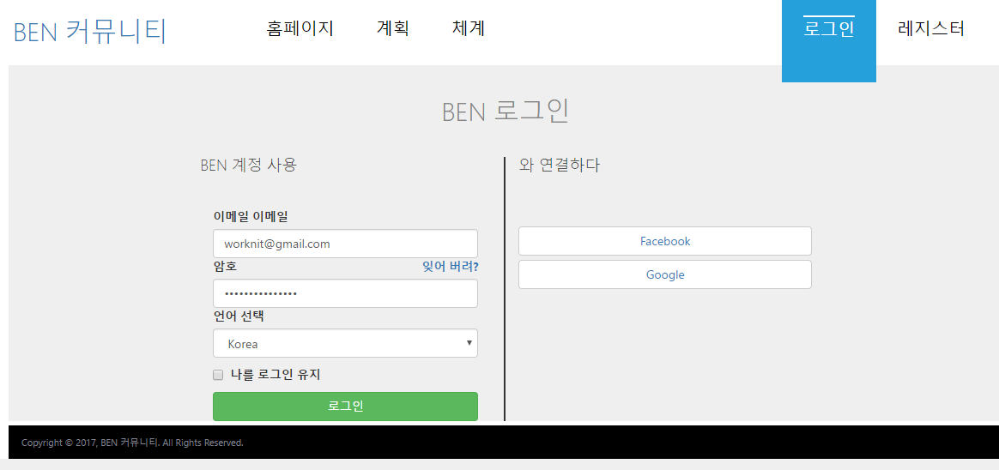 BEN 커뮤니티
홈페이지 계획 체계 로그인 레지스터
BEN 로그인
BEN 계정 사용
이메일 이메일
worknit@gmail.com
암호 잊어 버려?
•••••••••••••••
언어 선택
Korea
나를 로그인 유지
로그인
와 연결하다
Facebook
Google
Copyright © 2017, BEN 커뮤니티. All Rights Reserved.